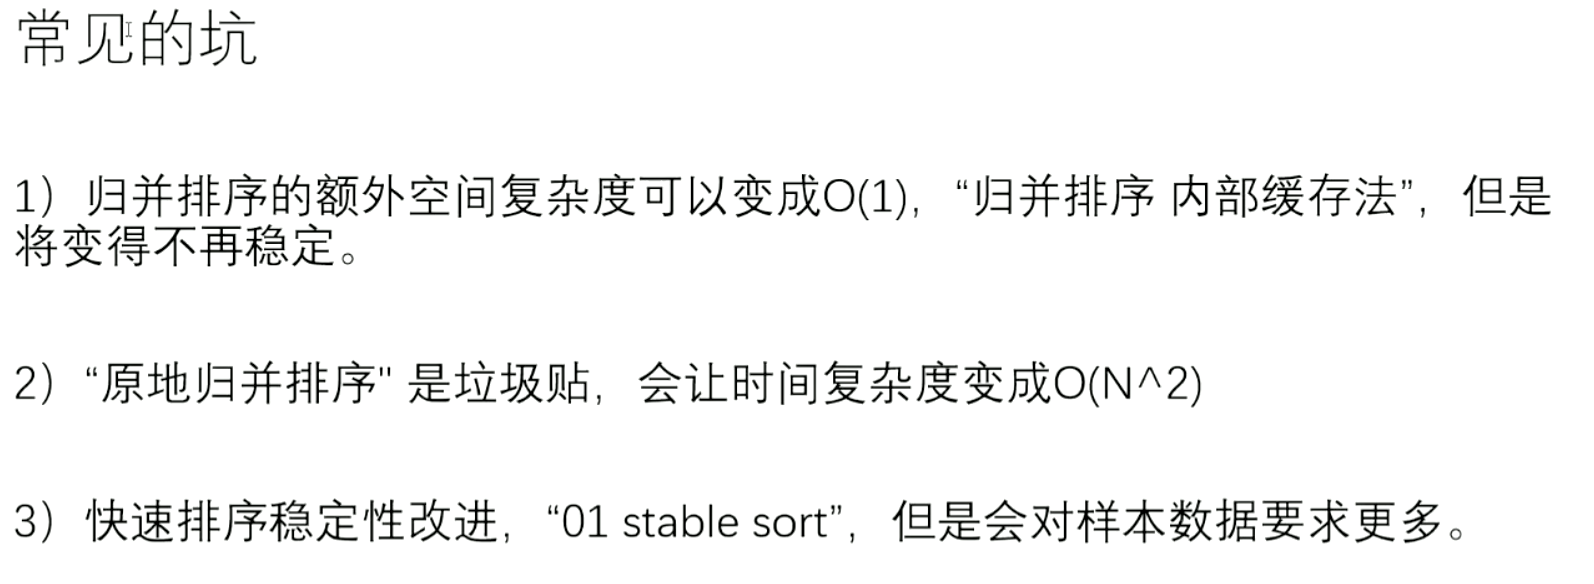 常见的坑
1）归并排序的额外空间复杂度可以变成O(1)，“归并排序 内部缓存法”，但是
将变得不再稳定。
2）“原地归并排序" 是垃圾贴，会让时间复杂度变成O(N^2)
3）快速排序稳定性改进，“01 stable sort”，但是会对样本数据要求更多。